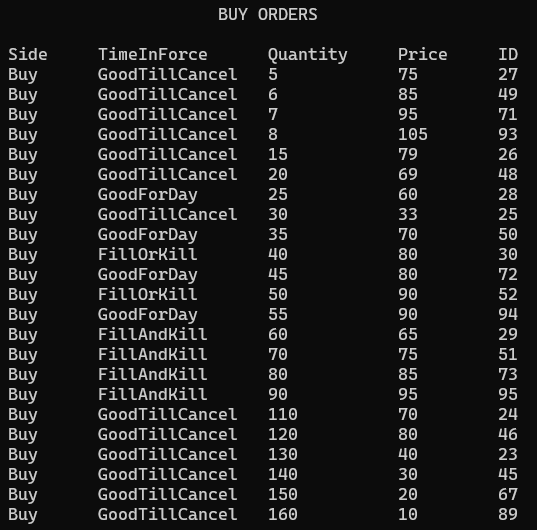 BUY ORDERS
Side TimeInForce Quantity Price ID
Buy GoodTillCancel 5 75 27
Buy GoodTillCancel 6 85 49
Buy GoodTillCancel 7 95 71
Buy GoodTillCancel 8 105 93
Buy GoodTillCancel 15 79 26
Buy GoodTillCancel 20 69 48
Buy GoodForDay 25 60 28
Buy GoodTillCancel 30 33 25
Buy GoodForDay 35 70 50
Buy FillOrKill 40 80 30
Buy GoodForDay 45 80 72
Buy FillOrKill 50 90 52
Buy GoodForDay 55 90 94
Buy FillAndKill 60 65 29
Buy FillAndKill 70 75 51
Buy FillAndKill 80 85 73
Buy FillAndKill 90 95 95
Buy GoodTillCancel 110 70 24
Buy GoodTillCancel 120 80 46
Buy GoodTillCancel 130 40 23
Buy GoodTillCancel 140 30 45
Buy GoodTillCancel 150 20 67
Buy GoodTillCancel 160 10 89